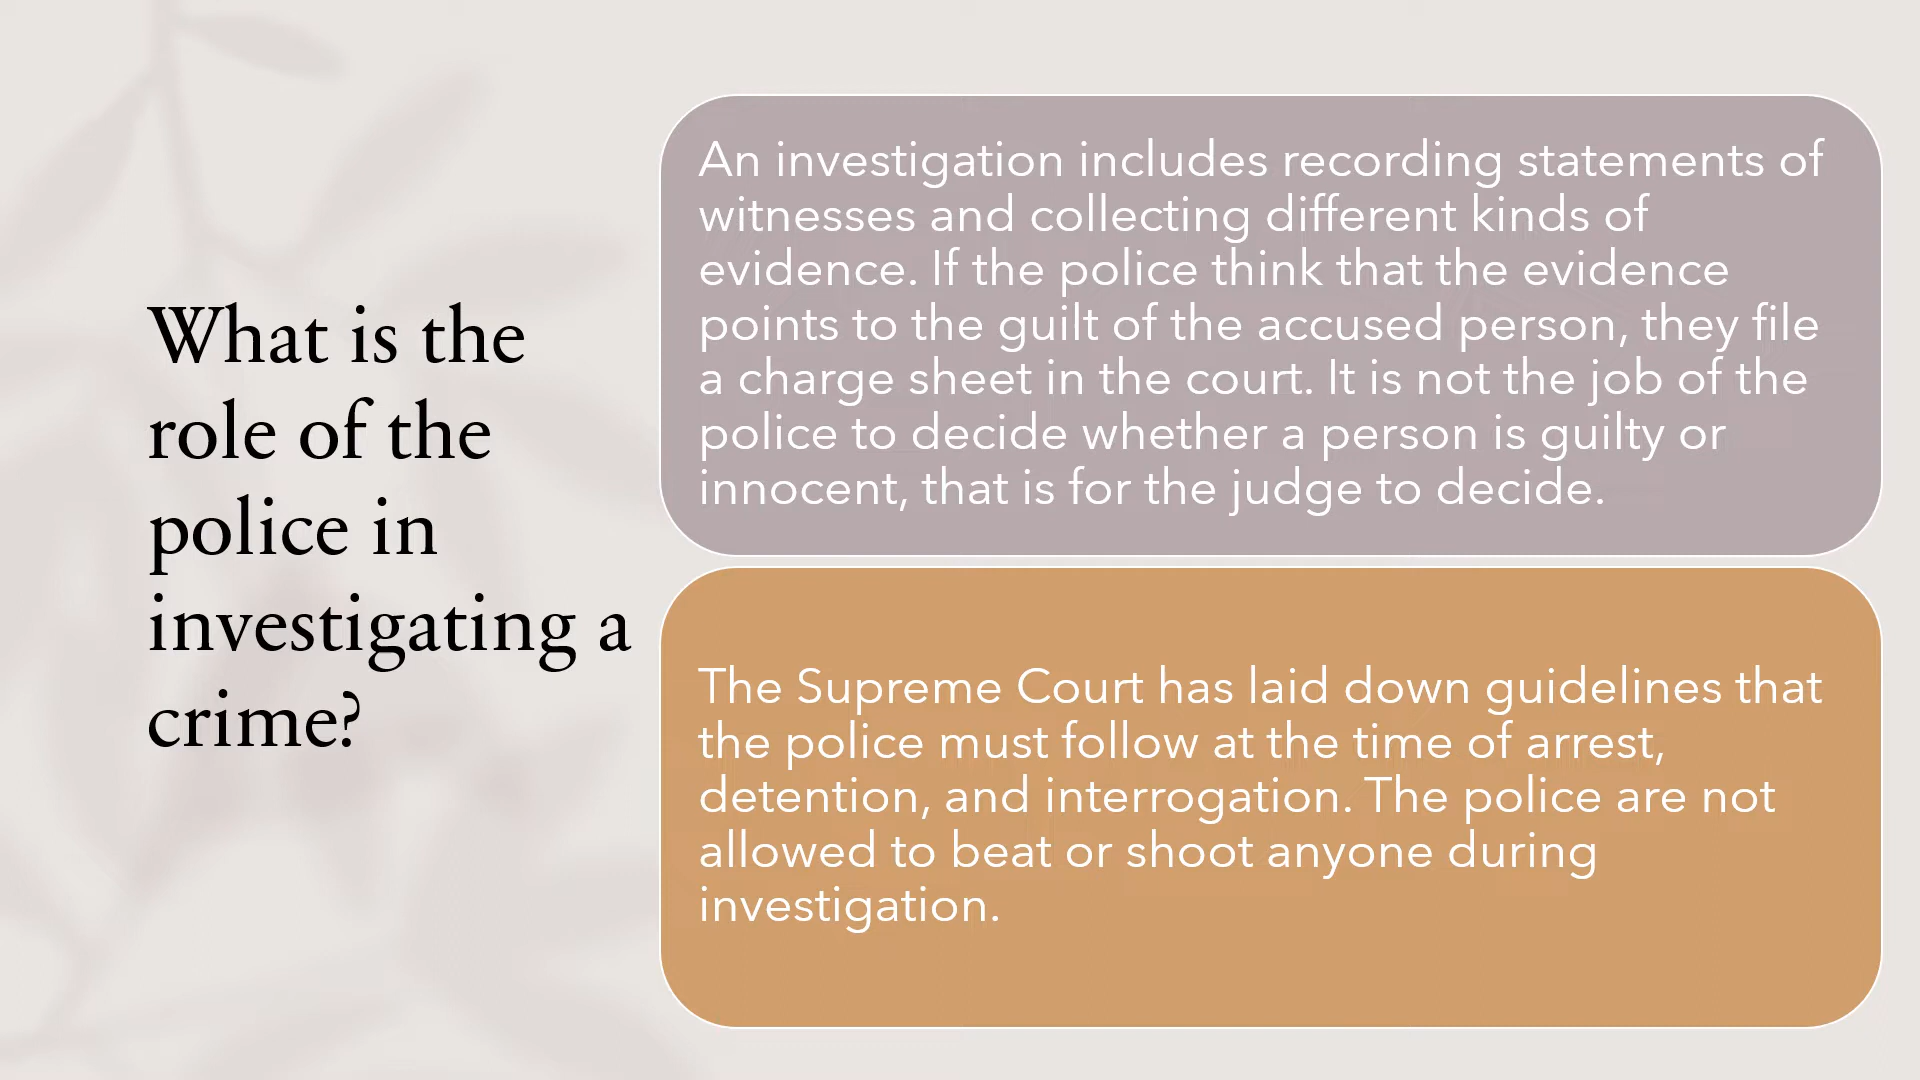 What is the
role of the
police in
investigating a
crime?
An investigation includes recording statements of
witnesses and collecting different kinds of
evidence. If the police think that the evidence
points to the guilt of the accused person, they file
a charge sheet in the court. It is not the job of the
police to decide whether a person is guilty or
innocent, that is for the judge to decide.
The Supreme Court has laid down guidelines that
the police must follow at the time of arrest,
detention, and interrogation. The police are not
allowed to beat or shoot anyone during
investigation.